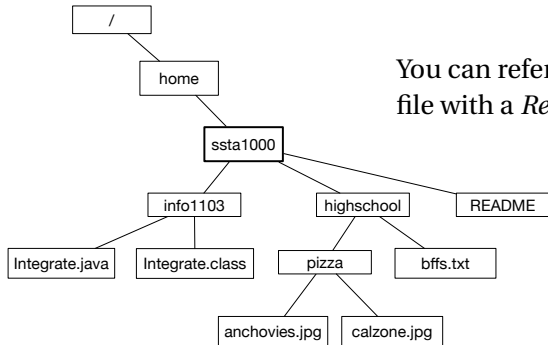 /
home
You can refer
file with a Re
ssta1000
info1103 highschool README
Integrate.java Integrate.class pizza bffs.txt
anchovies.jpg calzone.jpg